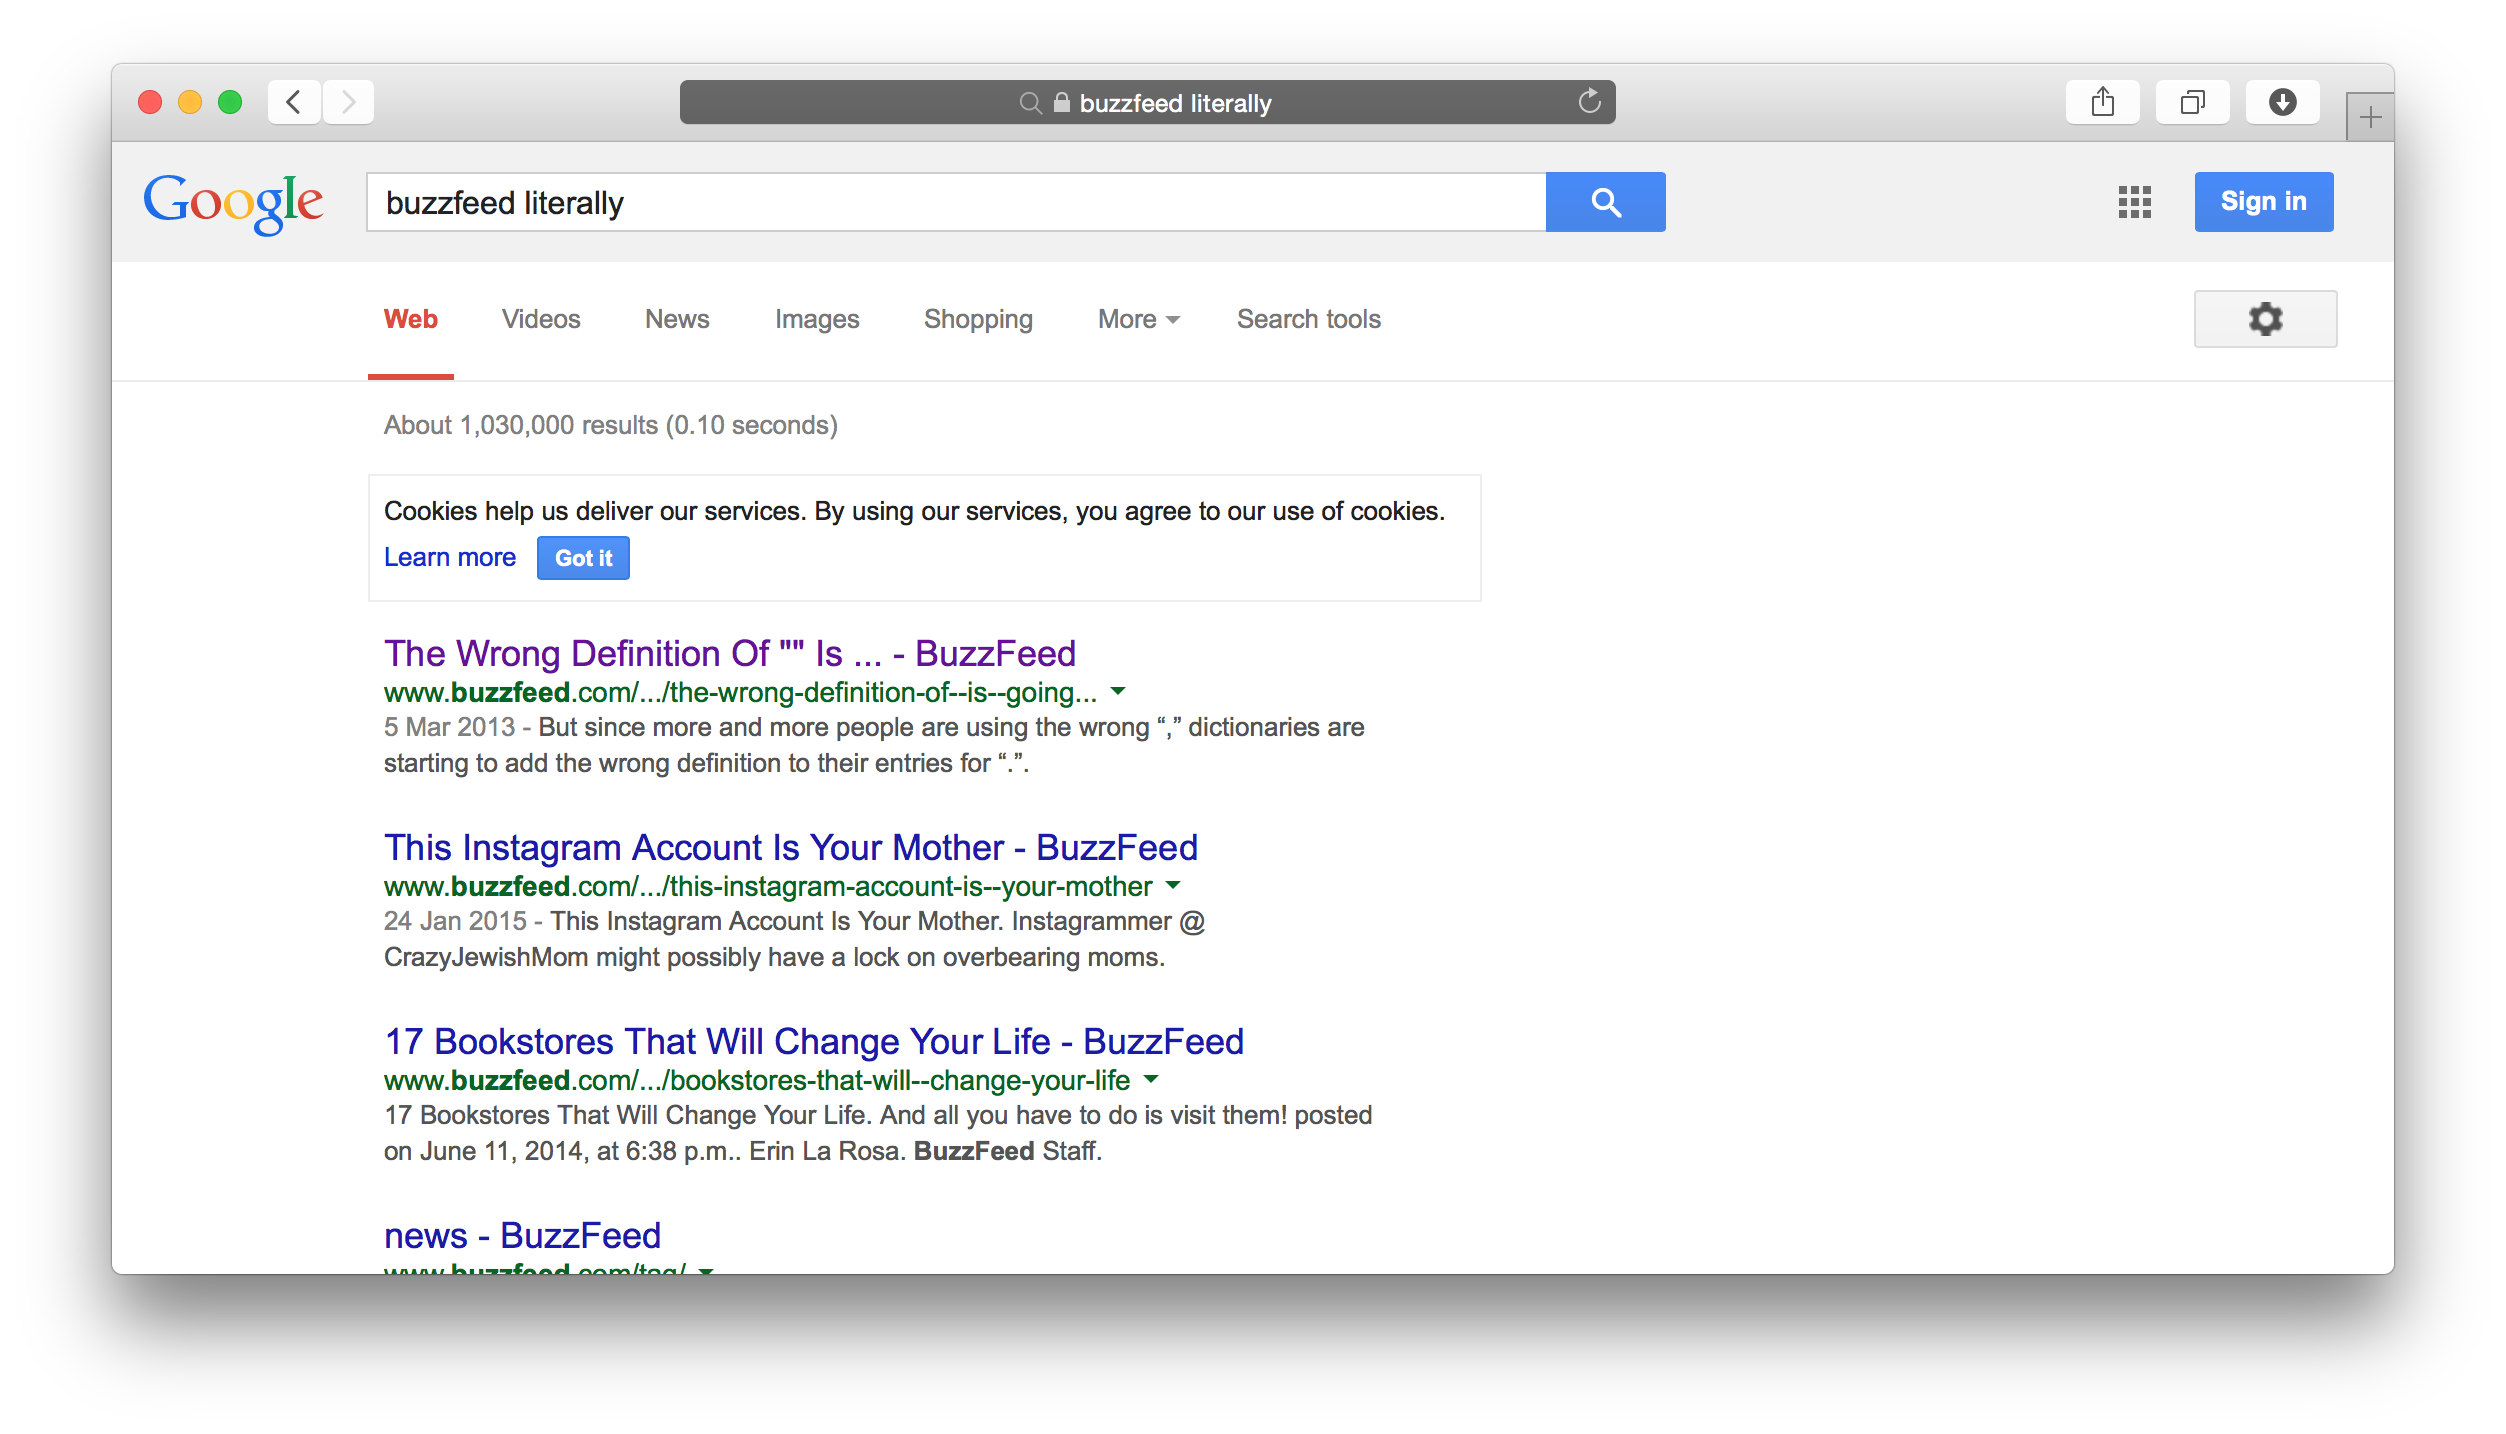 buzzfeed literally
Google
buzzfeed literally
Sign in
Web Videos News Images Shopping More Search tools
About 1,030,000 results (0.10 seconds)
Cookies help us deliver our services. By using our services, you agree to our use of cookies.
Learn more Got it
The Wrong Definition Of "" Is ... - BuzzFeed
www.buzzfeed.com/.../the-wrong-definition-of--is--going...
5 Mar 2013 - But since more and more people are using the wrong “,” dictionaries are
starting to add the wrong definition to their entries for “.”.
This Instagram Account Is Your Mother - BuzzFeed
www.buzzfeed.com/.../this-instagram-account-is--your-mother
24 Jan 2015 - This Instagram Account Is Your Mother. Instagrammer @
CrazyJewishMom might possibly have a lock on overbearing moms.
17 Bookstores That Will Change Your Life - BuzzFeed
www.buzzfeed.com/.../bookstores-that-will--change-your-life
17 Bookstores That Will Change Your Life. And all you have to do is visit them! posted
on June 11, 2014, at 6:38 p.m.. Erin La Rosa. BuzzFeed Staff.
news - BuzzFeed
www.buzzfeed.com/tag/